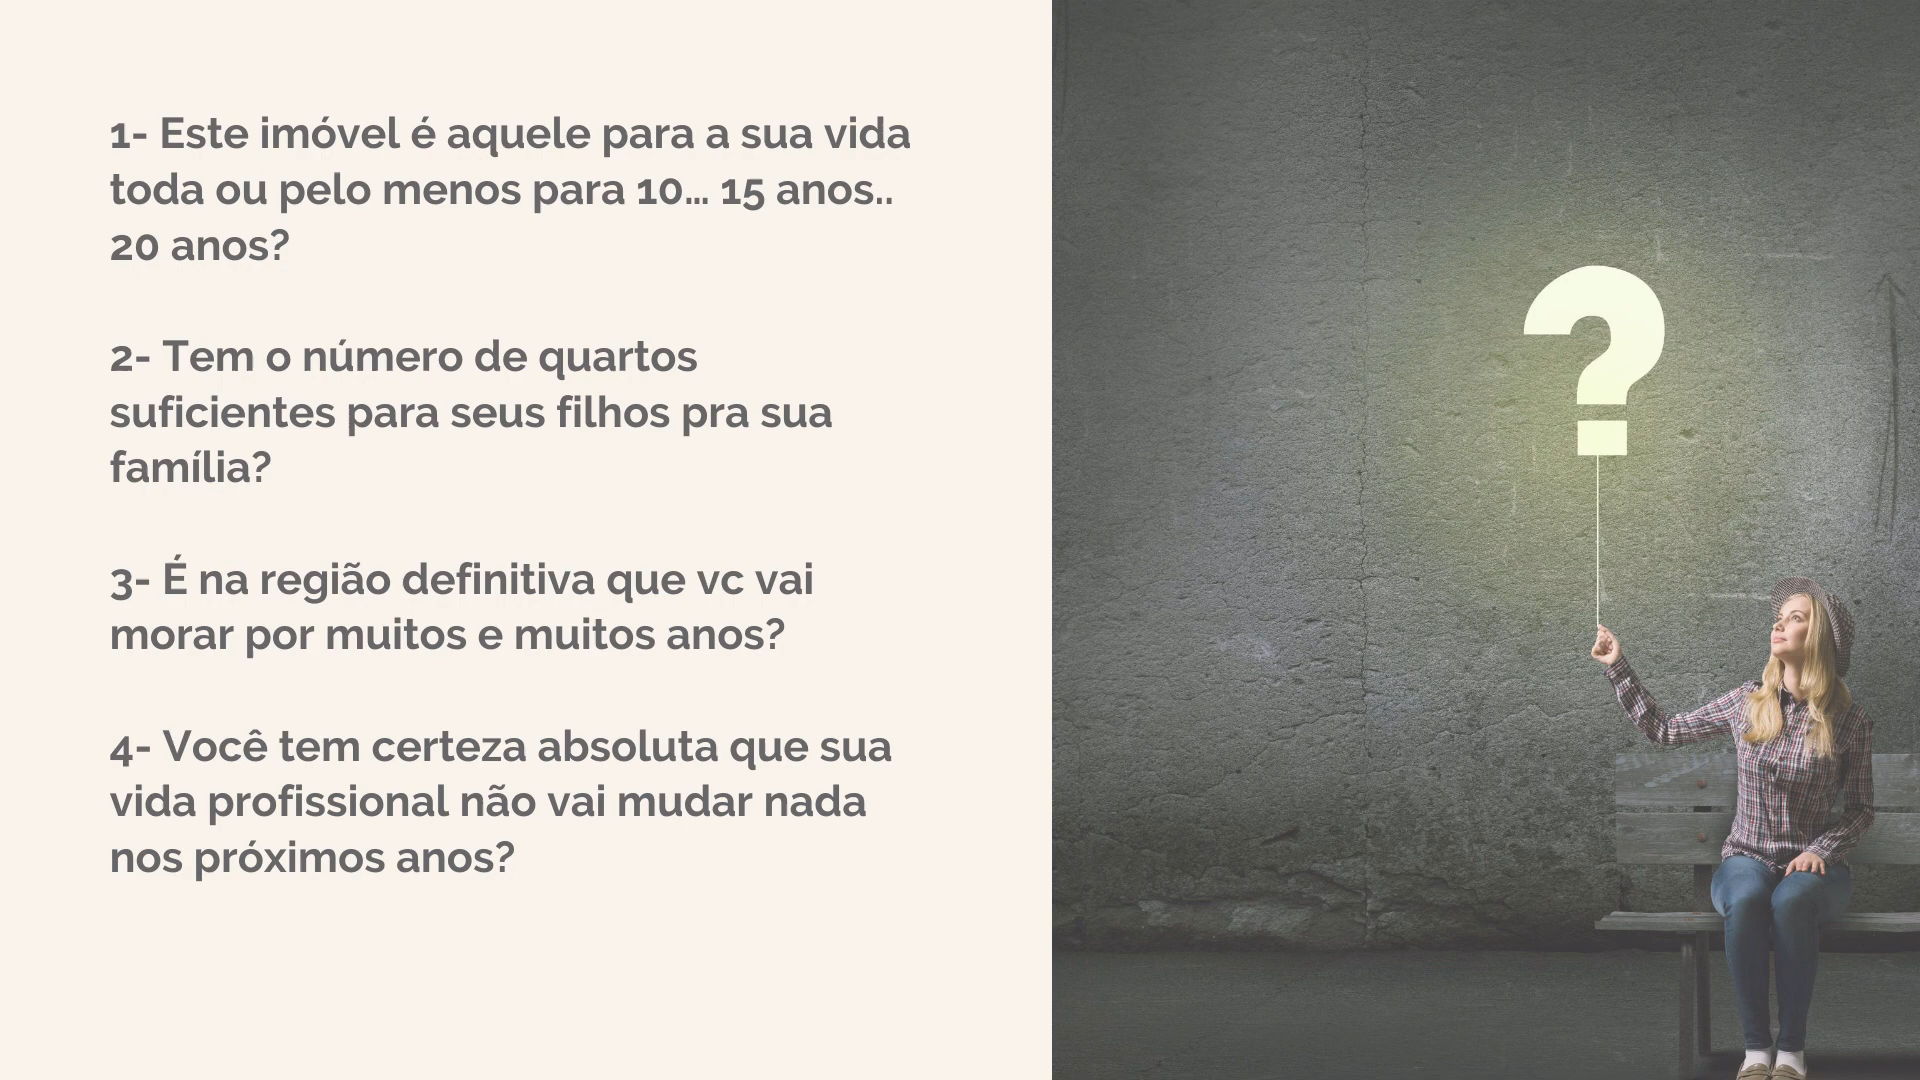 1- Este imóvel é aquele para a sua vida
toda ou pelo menos para 10... 15 anos..
20 anos?
2- Tem o número de quartos
suficientes para seus filhos pra sua
família?
3- É na região definitiva que vc vai
morar por muitos e muitos anos?
4- Você tem certeza absoluta que sua
vida profissional não vai mudar nada
nos próximos anos?
?